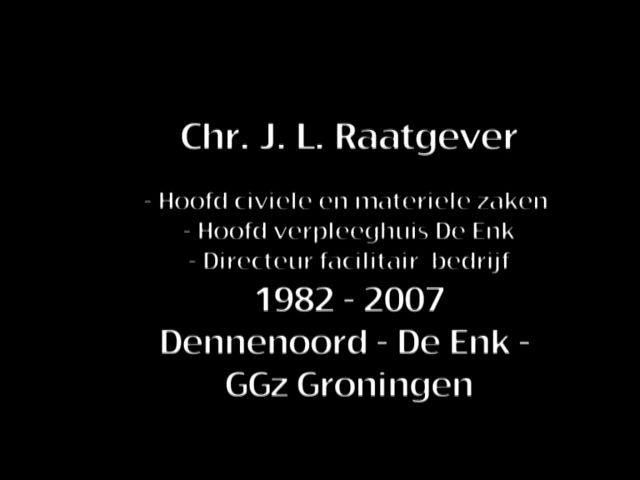 Chr. J. L. Raatgever
- Hoofd civiele en materiele zaken
- Hoofd verpleeghuis De Enk
- Directeur facilitair bedrijf
1982 - 2007
Dennenoord - De Enk -
GGz Groningen